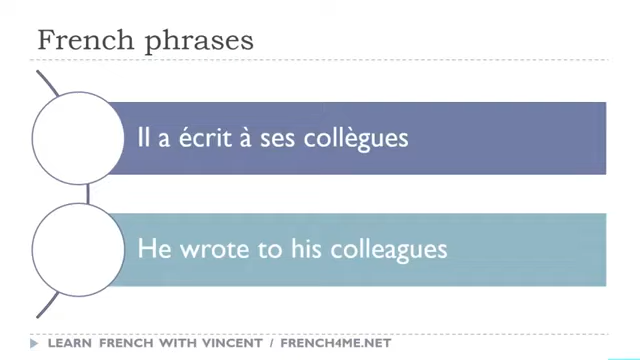 French phrases
Il a écrit à ses collègues
He wrote to his colleagues
LEARN FRENCH WITH VINCENT / FRENCH4ME.NET